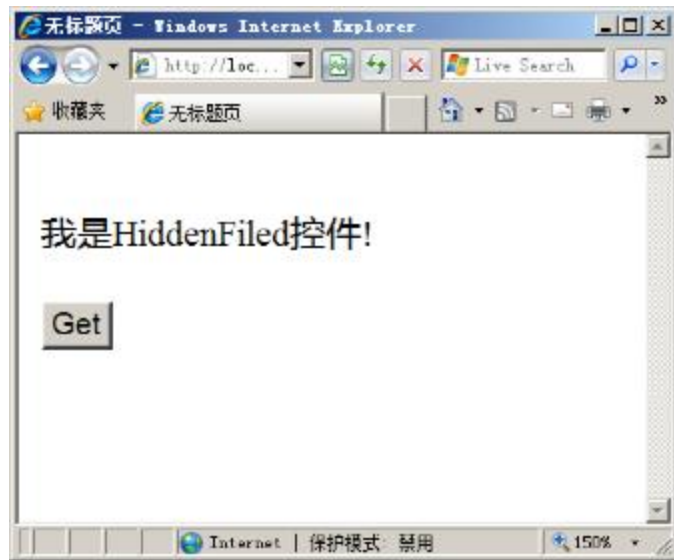 无标题页 - Windows Internet Explorer
http://loc...
Live Search
收藏夹
无标题页
我是HiddenFiled控件!
Get
Internet | 保护模式: 禁用
150%